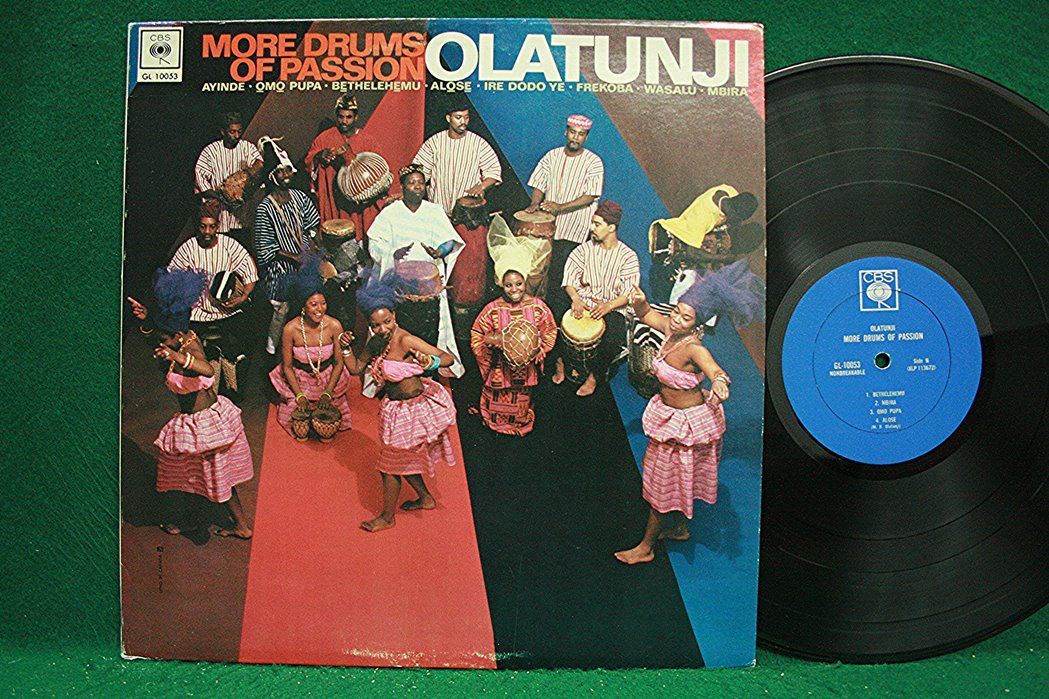 CBS
GL 10053
MORE DRUMS
OF PASSION
OLATUNJI
AYINDE · OMO PUPA · BETHELEHEMU · ALOSE · IRE DODO YE · FREKOBA · WASALU · MBIRA
CBS
OLATUNJI
MORE DRUMS OF PASSION
GL-10053
NONBREAKABLE
Side B
(XLP 113672)
1. BETHELEHEMU
2. MBIRA
3. OMO PUPA
4. ALOSE